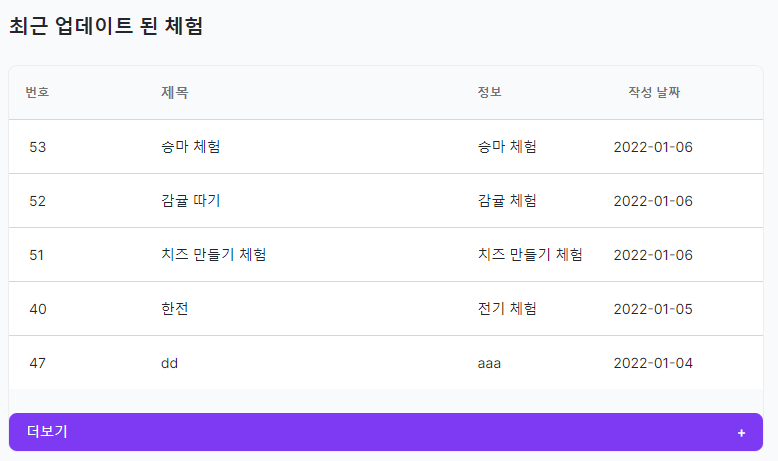 최근 업데이트 된 체험
번호 제목 정보 작성 날짜
53 승마 체험 승마 체험 2022-01-06
52 감귤 따기 감귤 체험 2022-01-06
51 치즈 만들기 체험 치즈 만들기 체험 2022-01-06
40 한전 전기 체험 2022-01-05
47 dd aaa 2022-01-04
더보기 +